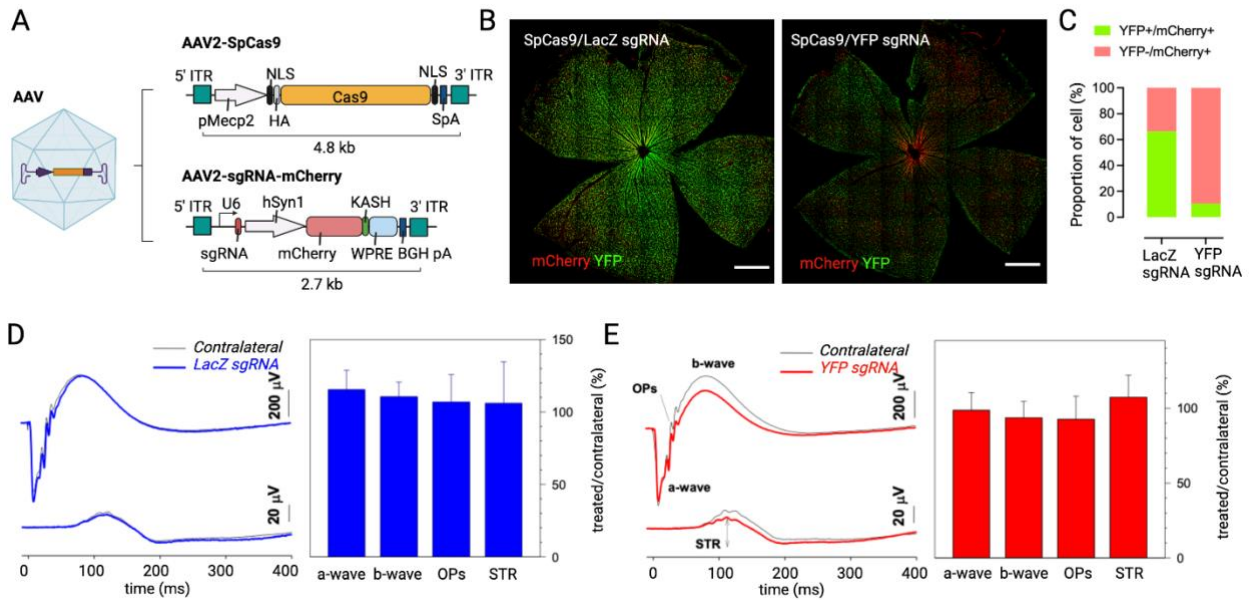 A
AAV2-SpCas9
5' ITR
NLS
NLS
3' ITR
AAV
Cas9
pMecp2
HA
SpA
4.8 kb
AAV2-sgRNA-mCherry
5' ITR
U6
hSyn1
KASH
3' ITR
sgRNA
mCherry
WPRE
BGH pA
2.7 kb
B
SpCas9/LacZ sgRNA
mCherry YFP
SpCas9/YFP sgRNA
mCherry YFP
C
YFP+/mCherry+
YFP-/mCherry+
Proportion of cell (%)
100
80
60
40
20
0
LacZ
sgRNA
YFP
sgRNA
D
Contralateral
LacZ sgRNA
200 µV
20 µV
0
100
200
300
400
time (ms)
150
100
50
0
treated/contralateral (%)
a-wave
b-wave
OPs
STR
E
b-wave
Contralateral
YFP sgRNA
OPs
200 µV
a-wave
20 µV
STR
0
100
200
300
400
time (ms)
100
50
0
treated/contralateral (%)
a-wave
b-wave
OPs
STR